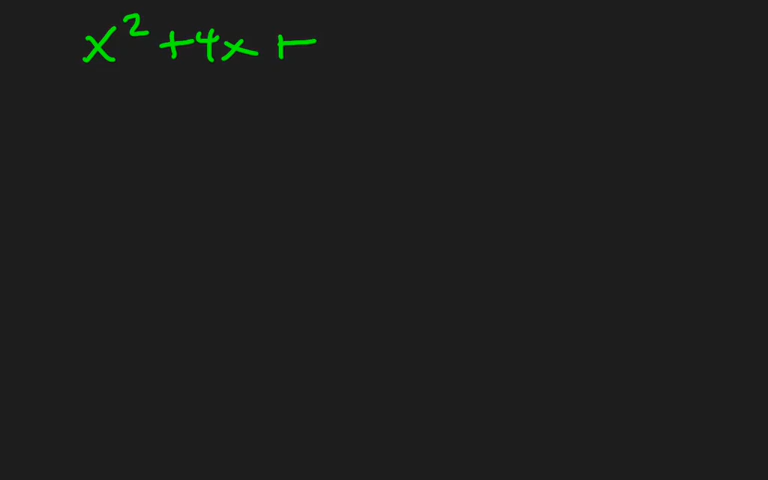 x² + 4x +